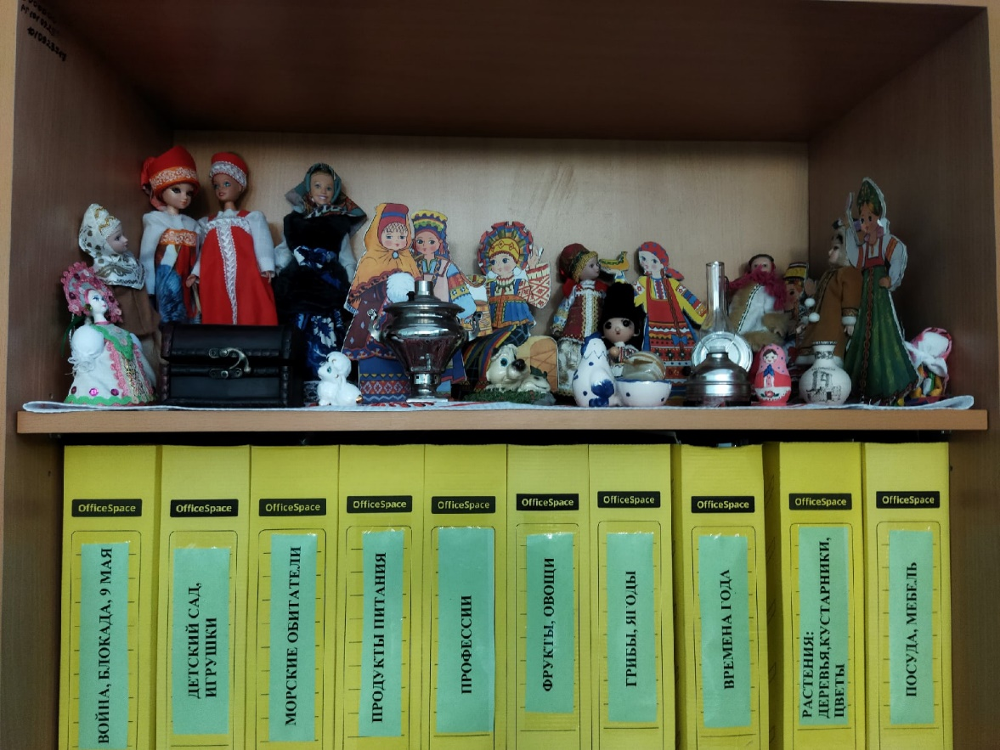 OfficeSpace
ВОЙНА, БЛОКАДА, 9 МАЯ
OfficeSpace
ДЕТСКИЙ САД,
ИГРУШКИ
OfficeSpace
МОРСКИЕ ОБИТАТЕЛИ
OfficeSpace
ПРОДУКТЫ ПИТАНИЯ
OfficeSpace
ПРОФЕССИИ
OfficeSpace
ФРУКТЫ, ОВОЩИ
OfficeSpace
ГРИБЫ, ЯГОДЫ
OfficeSpace
ВРЕМЕНА ГОДА
OfficeSpace
РАСТЕНИЯ:
ДЕРЕВЬЯ,КУСТАРНИКИ,
ЦВЕТЫ
OfficeSpace
ПОСУДА, МЕБЕЛЬ